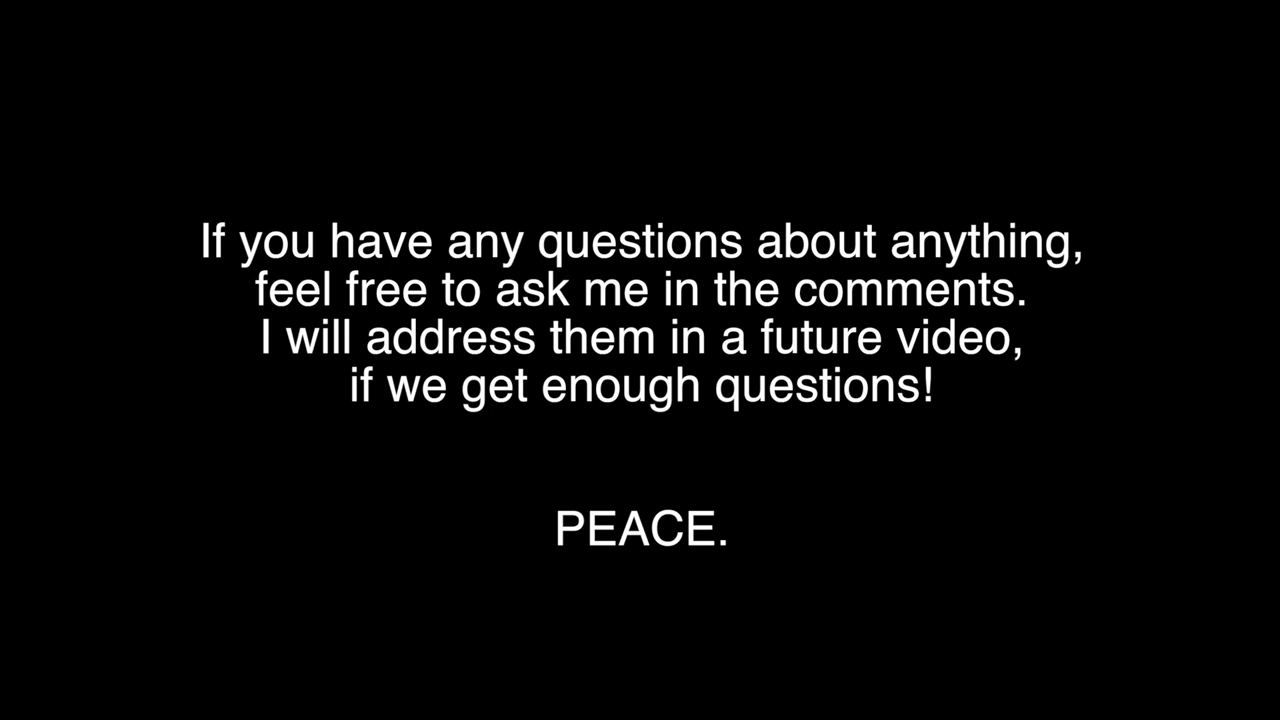 If you have any questions about anything,
feel free to ask me in the comments.
I will address them in a future video,
if we get enough questions!
PEACE.